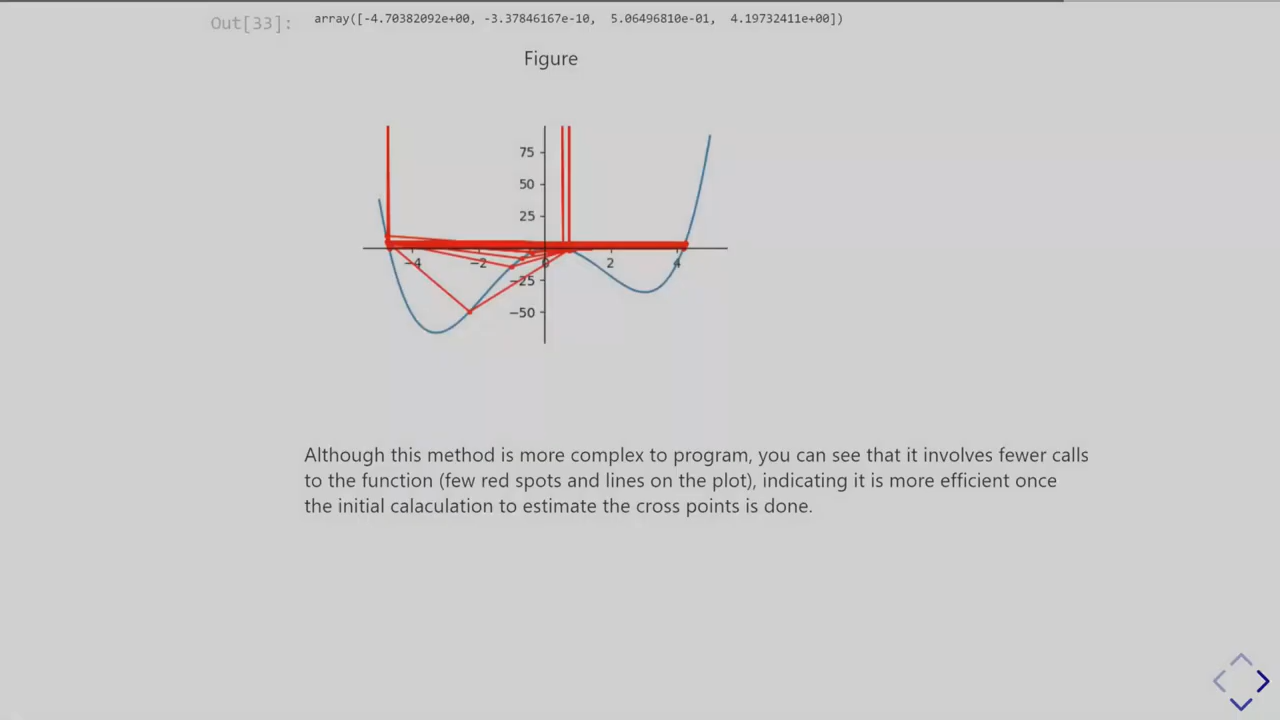 Out[33]:
array([-4.70382092e+00, -3.37846167e-10, 5.06496810e-01, 4.19732411e+00])
Figure
75
50
25
−4
−2
0
2
4
−25
−50
Although this method is more complex to program, you can see that it involves fewer calls
to the function (few red spots and lines on the plot), indicating it is more efficient once
the initial calaculation to estimate the cross points is done.